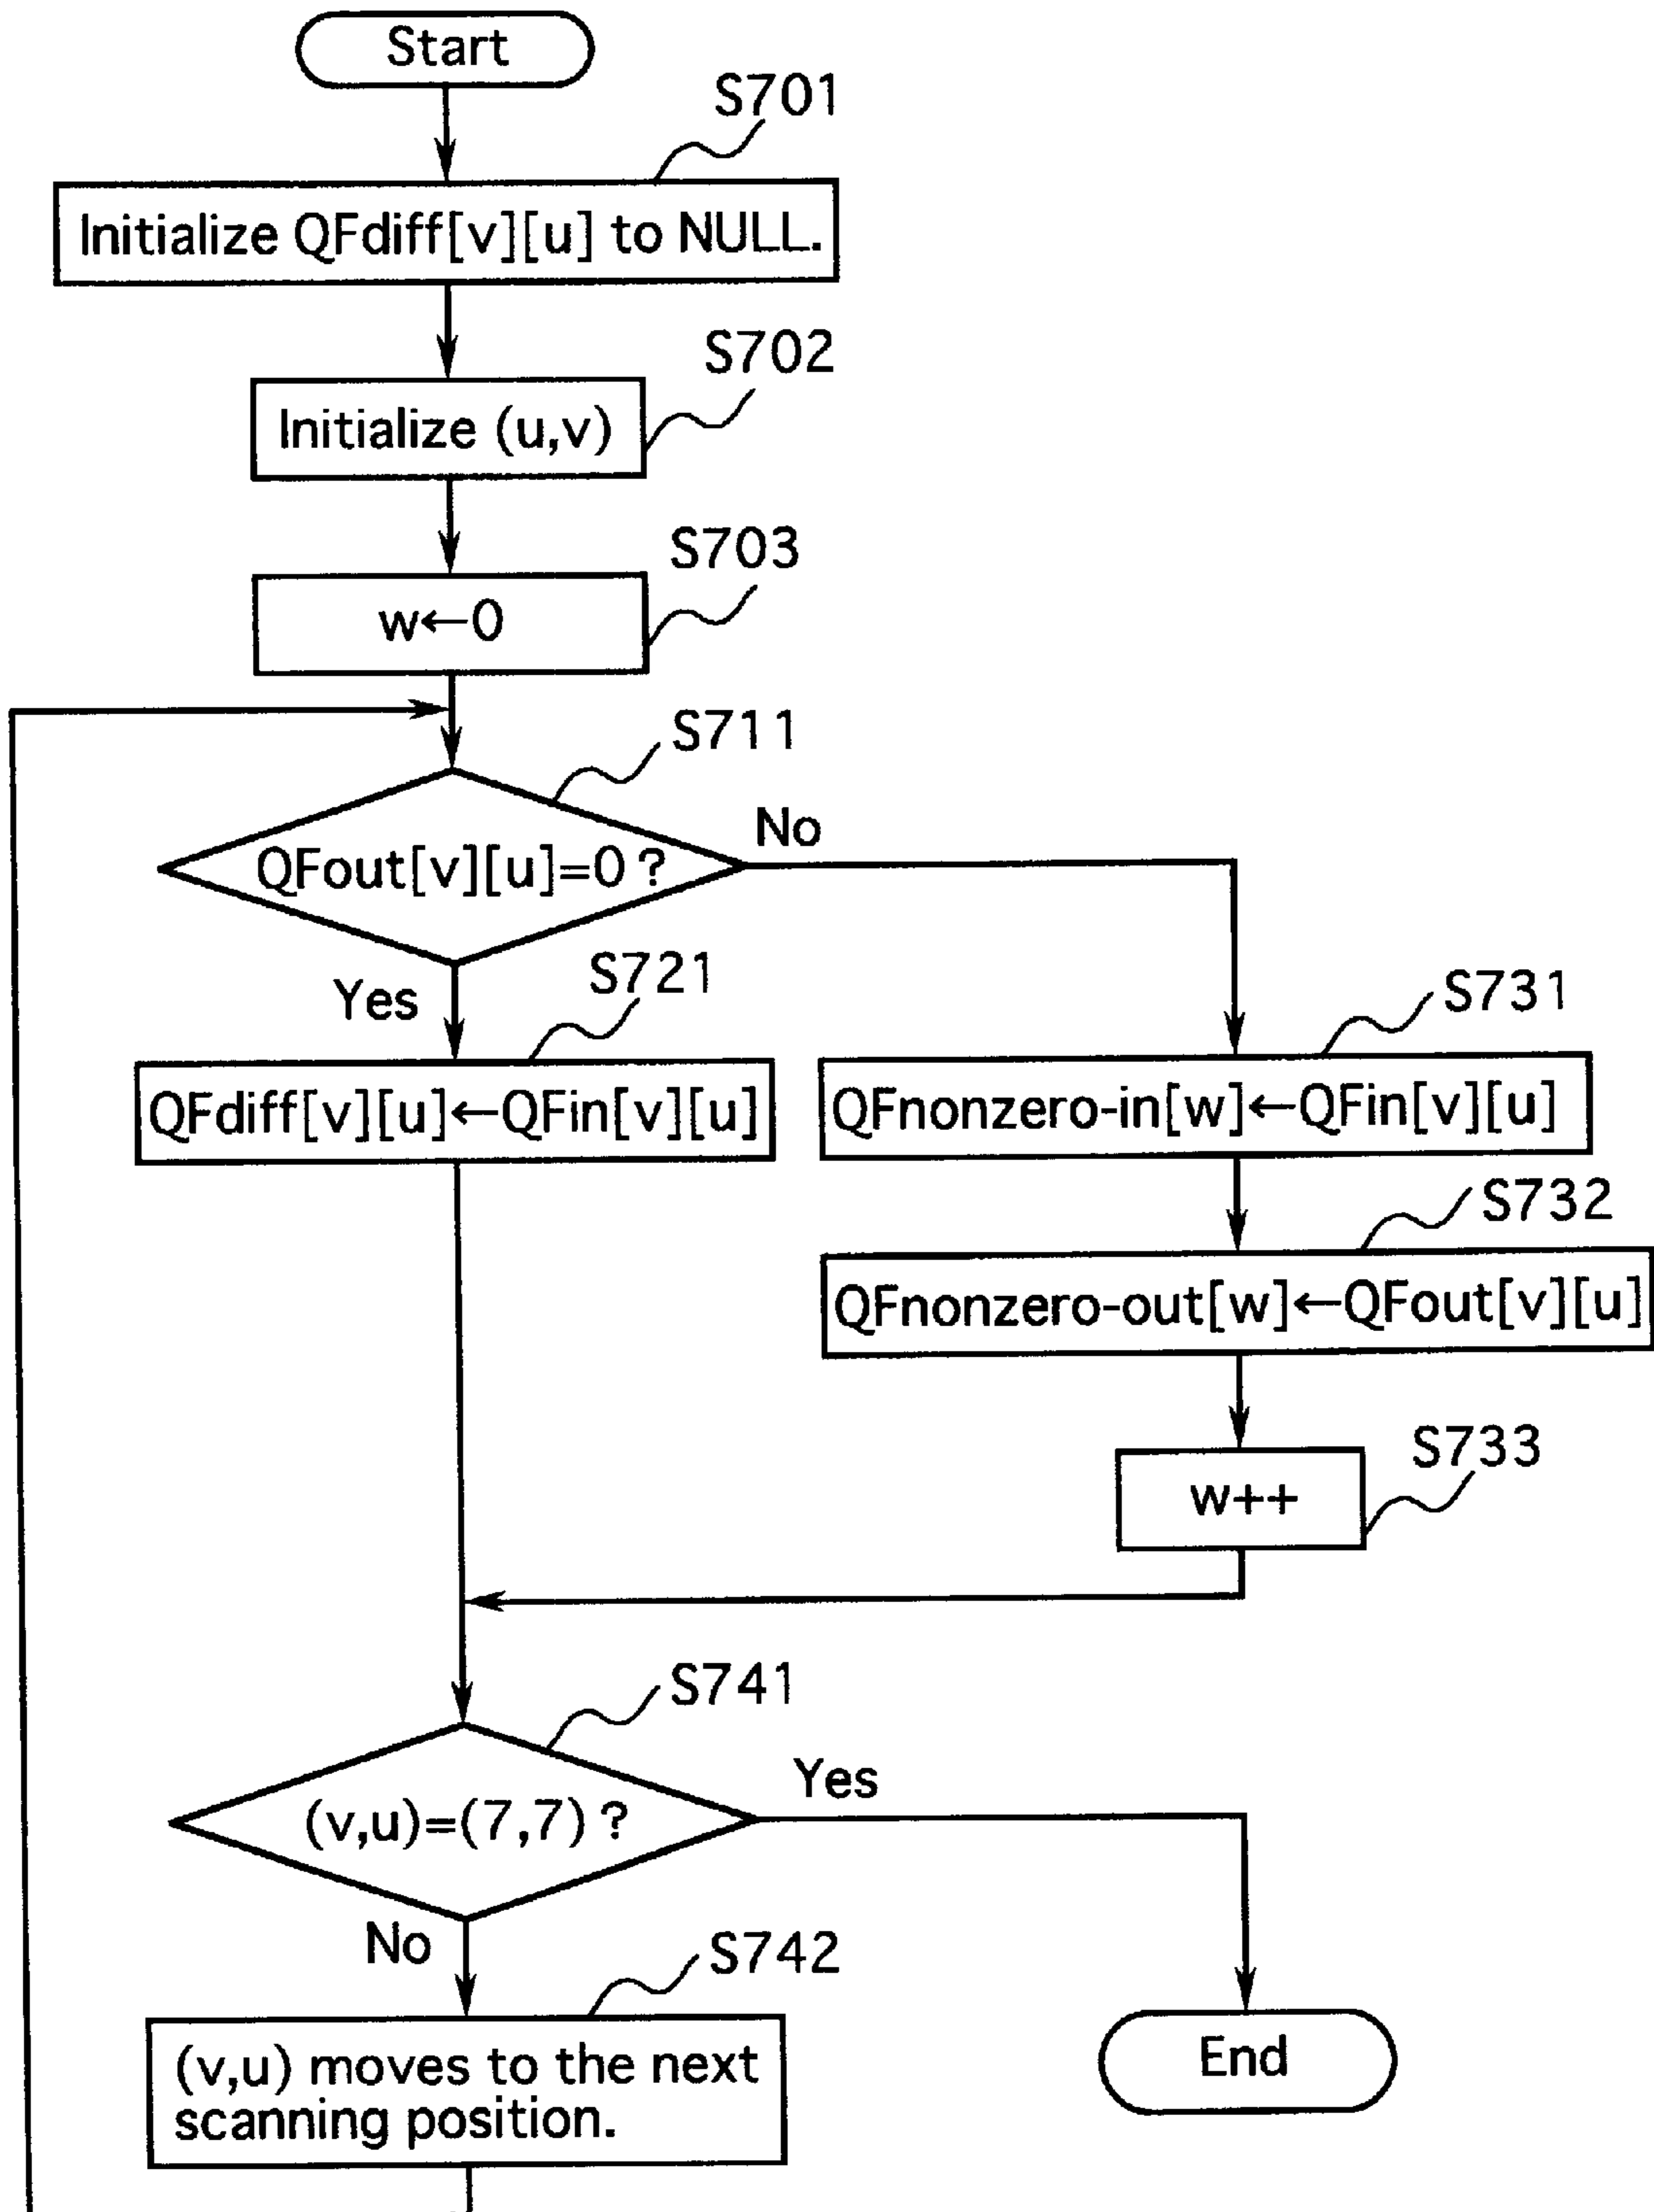 Start
S701
Initialize QFdiff[v][u] to NULL.
S702
Initialize (u,v)
S703
w←0
S711
No
QFout[v][u]=0 ?
Yes
S721
S731
QFdiff[v][u]←QFin[v][u]
QFnonzero-in[w]←QFin[v][u]
S732
QFnonzero-out[w]←QFout[v][u]
S733
w++
S741
Yes
(v,u)=(7,7) ?
No
S742
(v,u) moves to the next
scanning position.
End